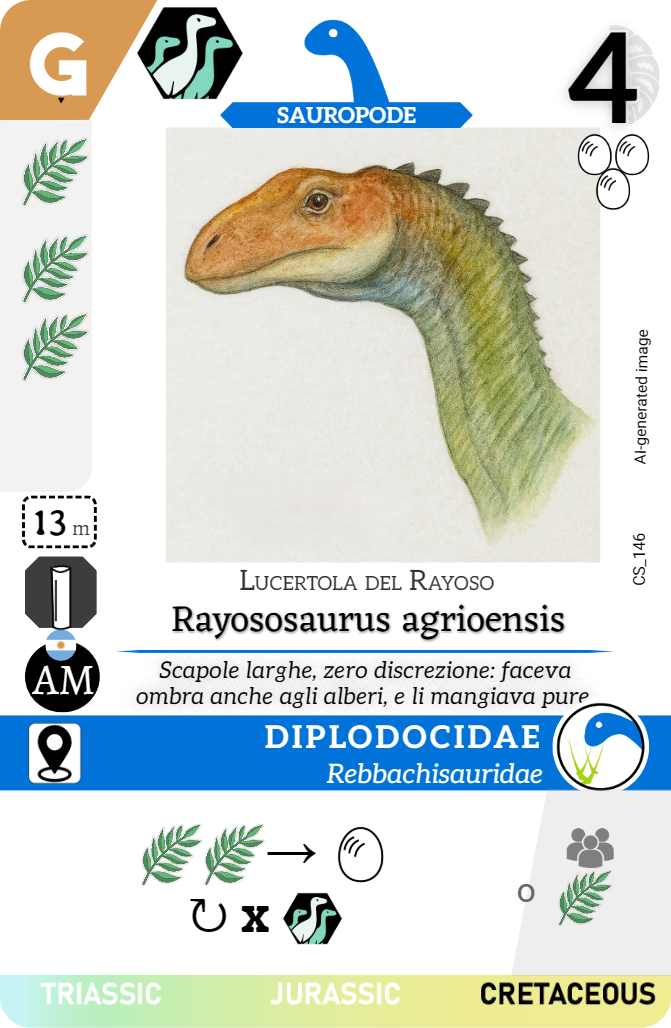 G
4
SAUROPODE
13 m
AI-generated image
CS_146
LUCERTOLA DEL RAYOSO
Rayososaurus agrioensis
AM
Scapole larghe, zero discrezione: faceva
ombra anche agli alberi, e li mangiava pure
DIPLODOCIDAE
Rebbachisauridae
x
o
TRIASSIC JURASSIC CRETACEOUS